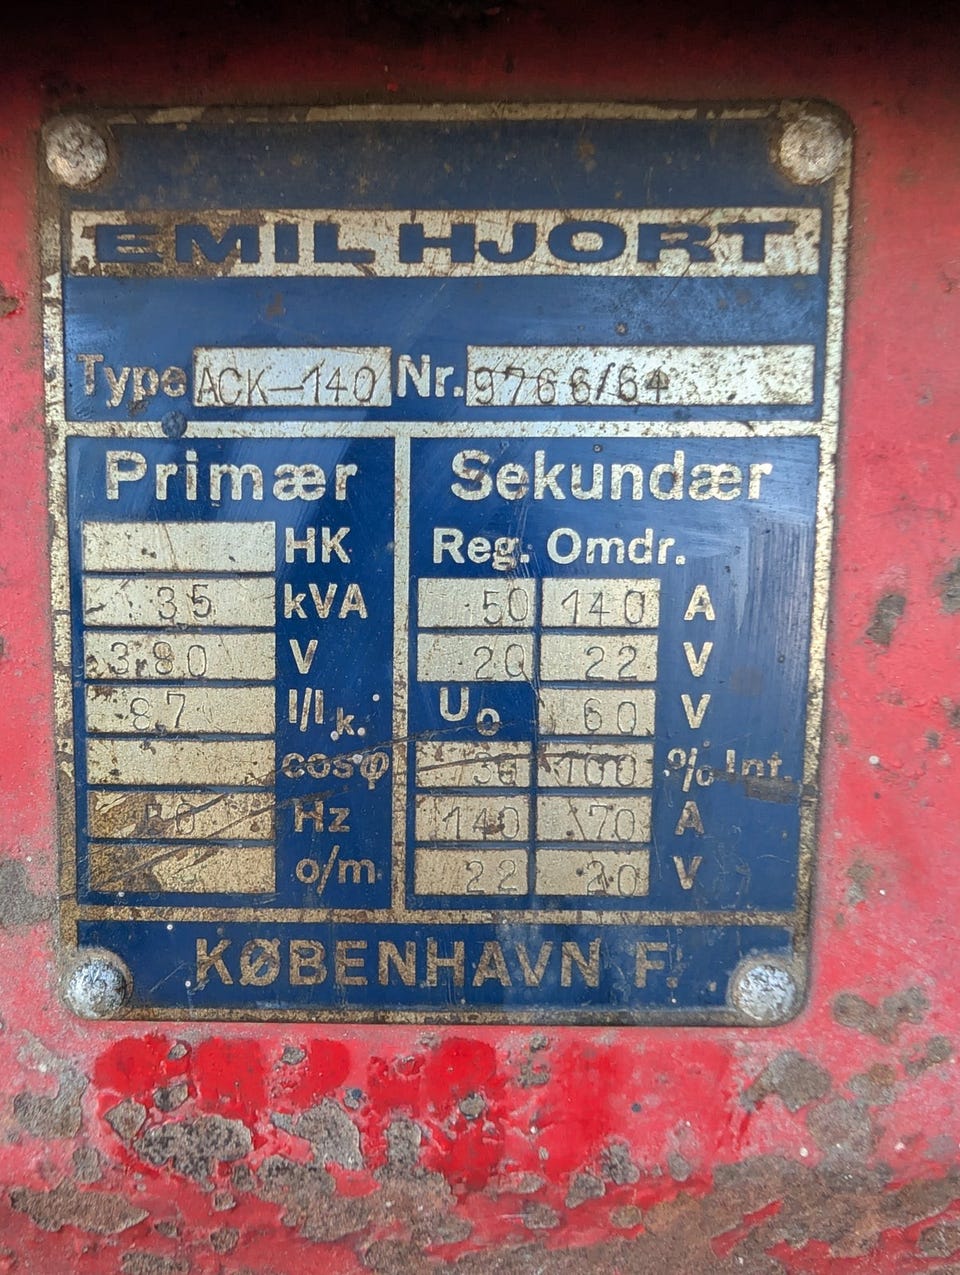 EMIL HJORT
Type ACK-140 Nr. 9766/64
Primær
HK
35 kVA
380 V
87 I/I k.
cosφ
50 Hz
o/m
Sekundær
Reg. Omdr.
50 140 A
20 22 V
U₀ 60 V
100 % Int.
140 70 A
22 20 V
KØBENHAVN F.